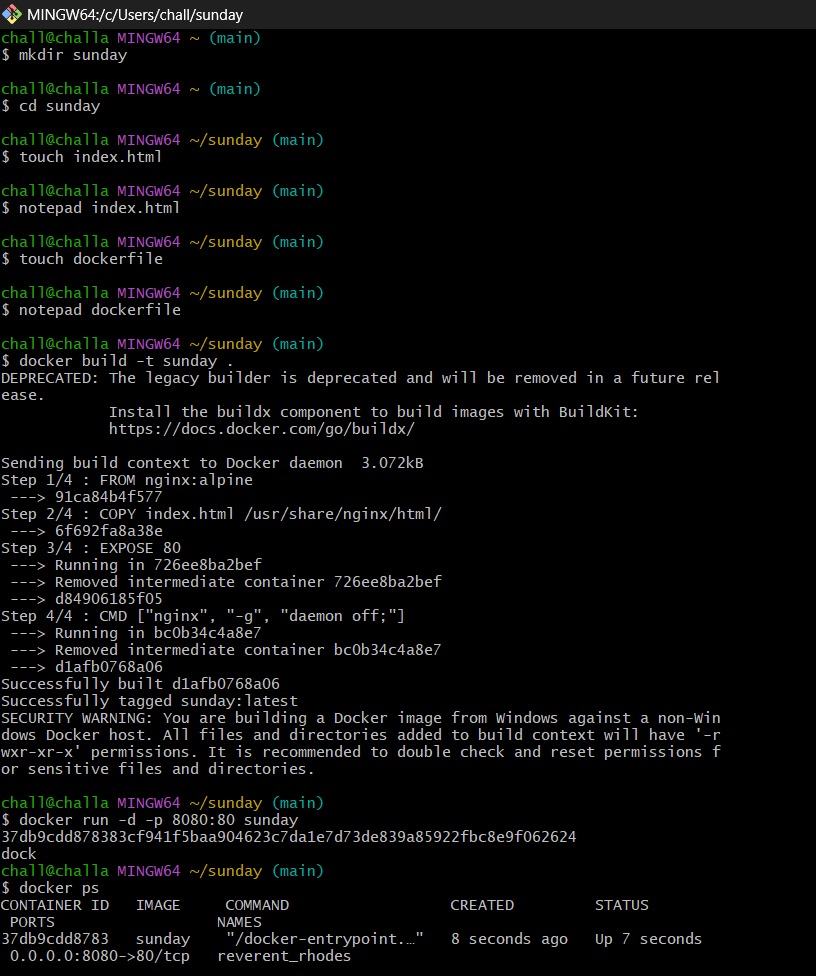 MINGW64:/c/Users/chall/sunday
chall@challa MINGW64 ~ (main)
$ mkdir sunday
chall@challa MINGW64 ~ (main)
$ cd sunday
chall@challa MINGW64 ~/sunday (main)
$ touch index.html
chall@challa MINGW64 ~/sunday (main)
$ notepad index.html
chall@challa MINGW64 ~/sunday (main)
$ touch dockerfile
chall@challa MINGW64 ~/sunday (main)
$ notepad dockerfile
chall@challa MINGW64 ~/sunday (main)
$ docker build -t sunday .
DEPRECATED: The legacy builder is deprecated and will be removed in a future rel
ease.
            Install the buildx component to build images with BuildKit:
            https://docs.docker.com/go/buildx/
Sending build context to Docker daemon  3.072kB
Step 1/4 : FROM nginx:alpine
 ---> 91ca84b4f577
Step 2/4 : COPY index.html /usr/share/nginx/html/
 ---> 6f692fa8a38e
Step 3/4 : EXPOSE 80
 ---> Running in 726ee8ba2bef
 ---> Removed intermediate container 726ee8ba2bef
 ---> d84906185f05
Step 4/4 : CMD ["nginx", "-g", "daemon off;"]
 ---> Running in bc0b34c4a8e7
 ---> Removed intermediate container bc0b34c4a8e7
 ---> d1afb0768a06
Successfully built d1afb0768a06
Successfully tagged sunday:latest
SECURITY WARNING: You are building a Docker image from Windows against a non-Win
dows Docker host. All files and directories added to build context will have '-r
wxr-xr-x' permissions. It is recommended to double check and reset permissions f
or sensitive files and directories.
chall@challa MINGW64 ~/sunday (main)
$ docker run -d -p 8080:80 sunday
37db9cdd878383cf941f5baa904623c7da1e7d73de839a85922fbc8e9f062624
dock
chall@challa MINGW64 ~/sunday (main)
$ docker ps
CONTAINER ID   IMAGE     COMMAND                  CREATED         STATUS
 PORTS                  NAMES
37db9cdd8783   sunday    "/docker-entrypoint.…"   8 seconds ago   Up 7 seconds
 0.0.0.0:8080->80/tcp   reverent_rhodes